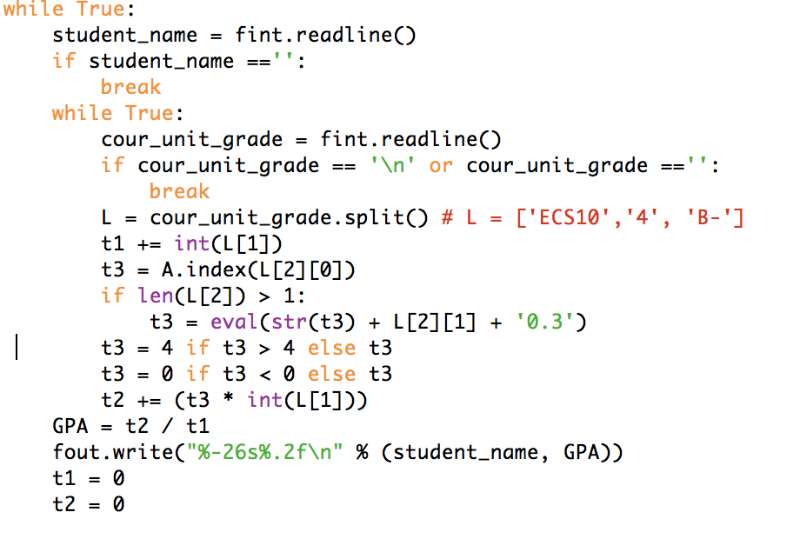 while True:
    student_name = fint.readline()
    if student_name =='':
        break
    while True:
        cour_unit_grade = fint.readline()
        if cour_unit_grade == '\n' or cour_unit_grade =='':
            break
        L = cour_unit_grade.split() # L = ['ECS10','4', 'B-']
        t1 += int(L[1])
        t3 = A.index(L[2][0])
        if len(L[2]) > 1:
            t3 = eval(str(t3) + L[2][1] + '0.3')
        t3 = 4 if t3 > 4 else t3
        t3 = 0 if t3 < 0 else t3
        t2 += (t3 * int(L[1]))
    GPA = t2 / t1
    fout.write("%-26s%.2f\n" % (student_name, GPA))
    t1 = 0
    t2 = 0